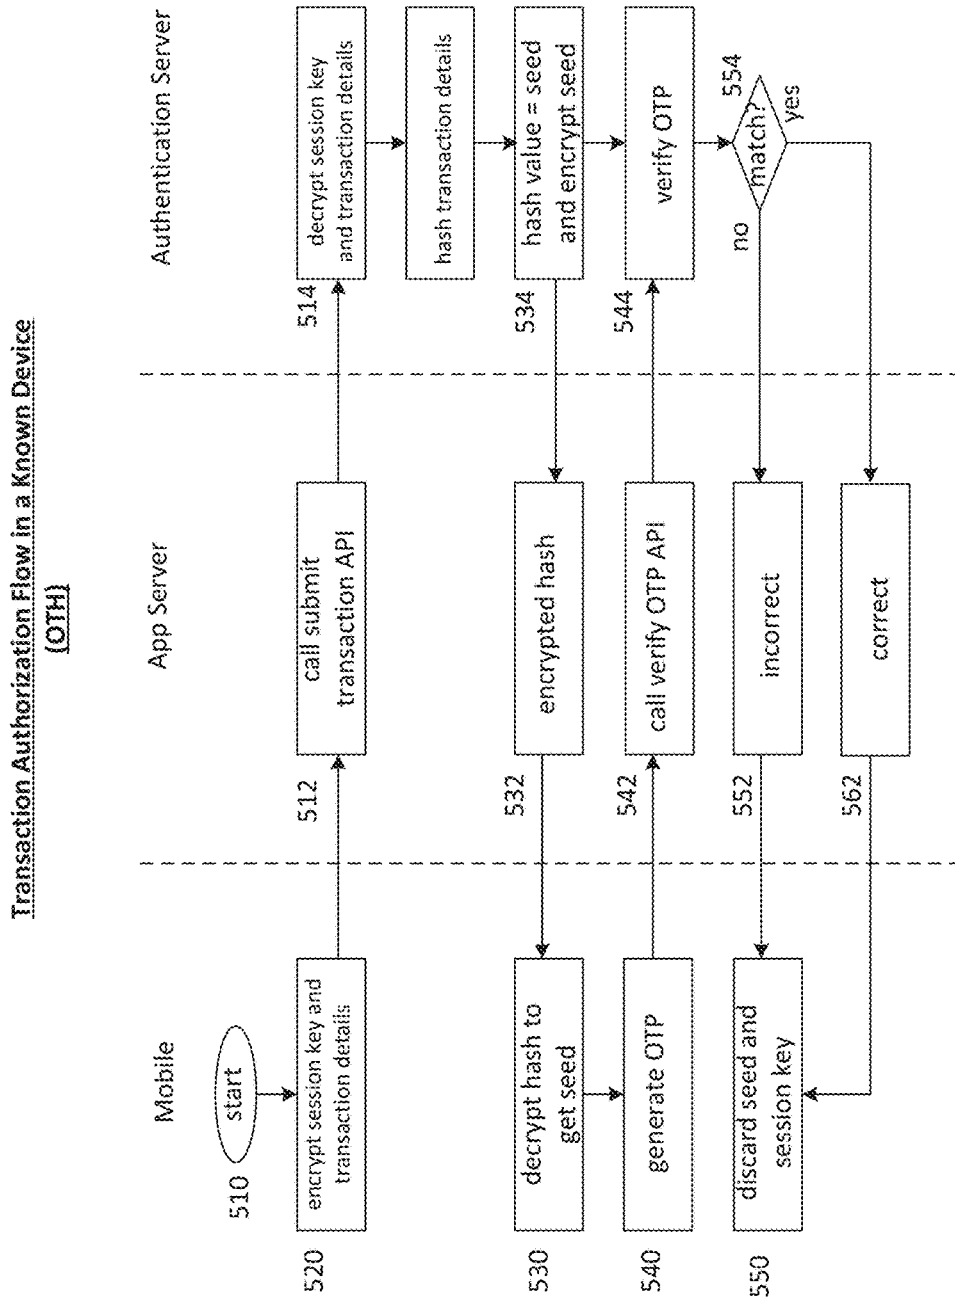 Transaction Authorization Flow in a Known Device
(OTH)
Mobile
App Server
Authentication Server
510
start
520
encrypt session key and
transaction details
512
call submit
transaction API
514
decrypt session key
and transaction details
hash transaction details
534
hash value = seed
and encrypt seed
532
encrypted hash
530
decrypt hash to
get seed
540
generate OTP
542
call verify OTP API
544
verify OTP
554
match?
no
yes
552
incorrect
562
correct
550
discard seed and
session key